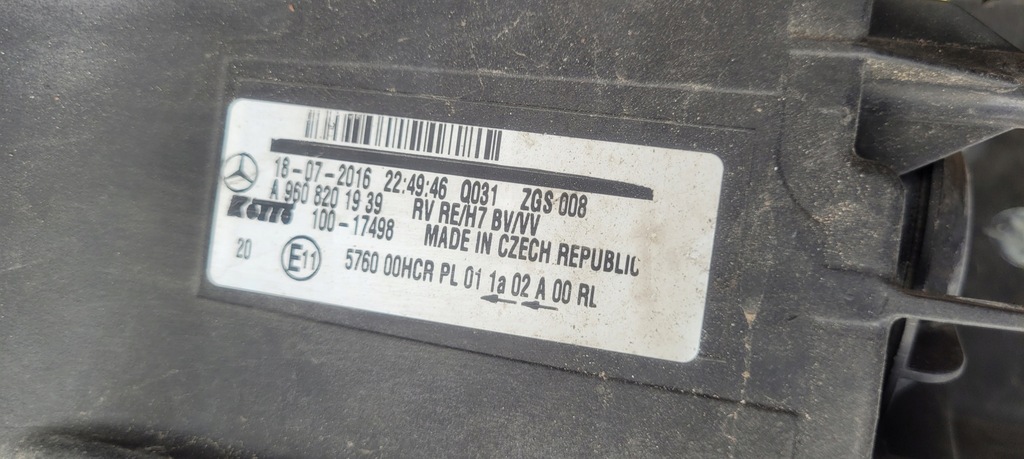 18-07-2016 22:49:46 Q031 ZGS 008
A 960 820 19 39 RV RE/H7 BV/VV
100-17498 MADE IN CZECH REPUBLIC
20 E11 5760 00HCR PL 01 1a 02 A 00 RL